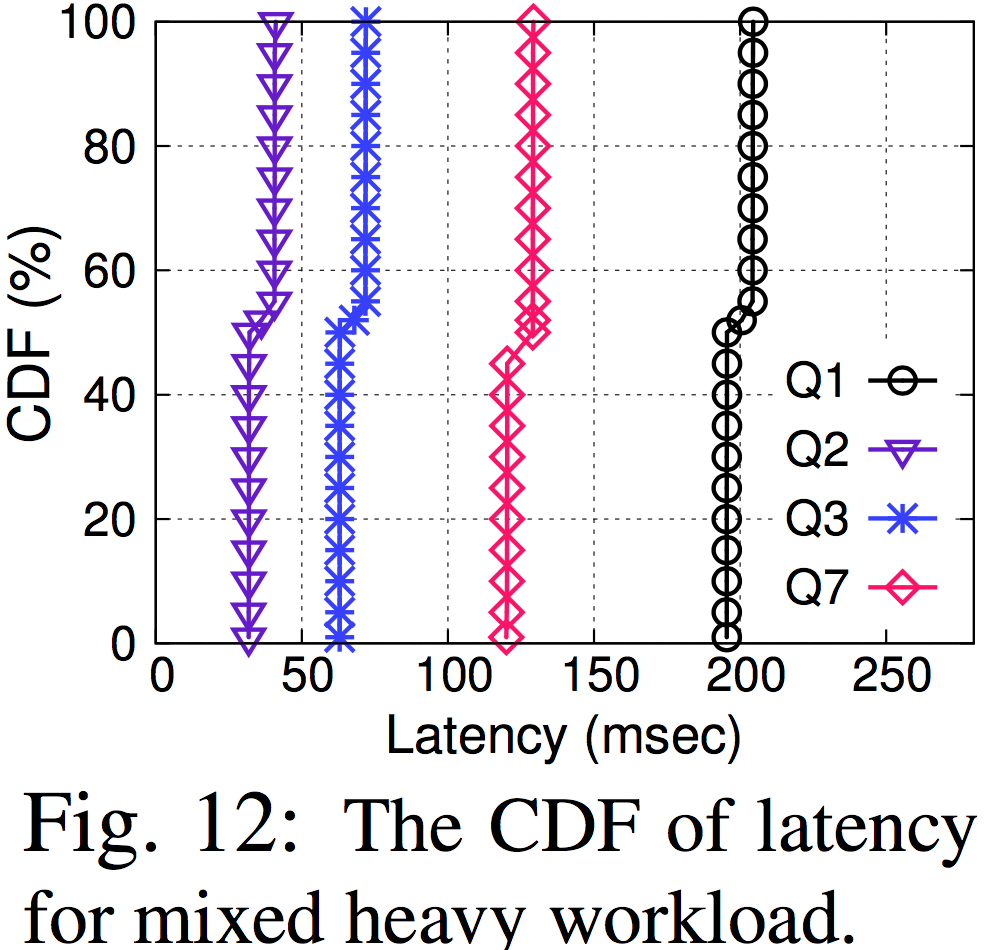 100
80
60
40
20
0
CDF (%)
Q1
Q2
Q3
Q7
0 50 100 150 200 250
Latency (msec)
Fig. 12: The CDF of latency
for mixed heavy workload.